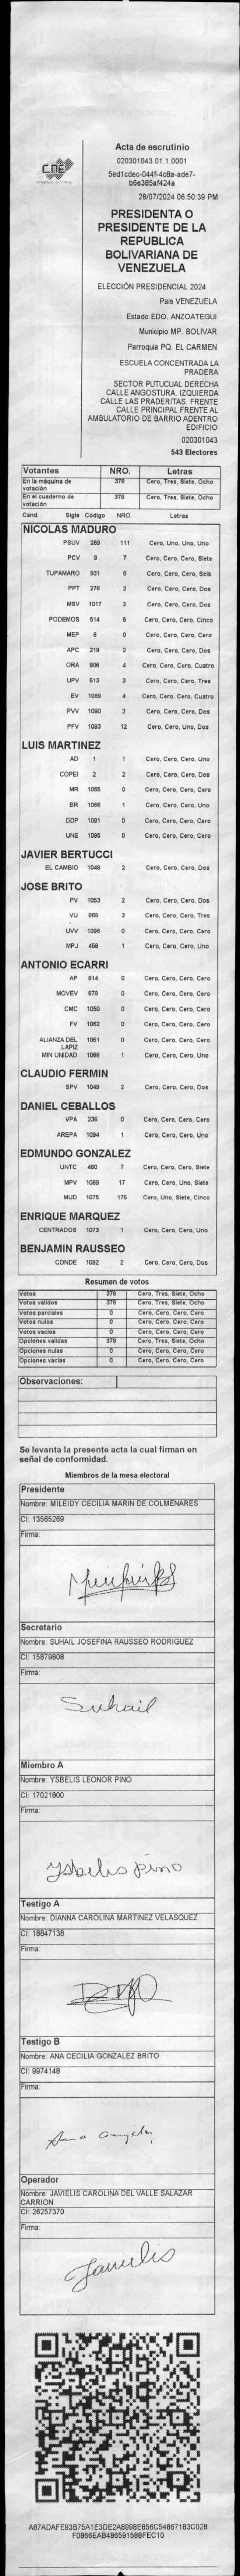 CNE
Acta de escrutinio
020301043.01.1.0001
5ed1cdec-044f-4c8a-ade7-
b6e385af424a
28/07/2024 06:50:39 PM
PRESIDENTA O
PRESIDENTE DE LA
REPUBLICA
BOLIVARIANA DE
VENEZUELA
ELECCIÓN PRESIDENCIAL 2024
Pais VENEZUELA
Estado EDO. ANZOATEGUI
Municipio MP. BOLIVAR
Parroquia PQ. EL CARMEN
ESCUELA CONCENTRADA LA
PRADERA
SECTOR PUTUCUAL DERECHA
CALLE ANGOSTURA. IZQUIERDA
CALLE LAS PRADERITAS. FRENTE
CALLE PRINCIPAL FRENTE AL
AMBULATORIO DE BARRIO ADENTRO
EDIFICIO
020301043
543 Electores
Votantes NRO. Letras
En la máquina de votación 378 Cero, Tres, Siete, Ocho
En el cuaderno de votación 378 Cero, Tres, Siete, Ocho
Cand. Sigla Código NRO. Letras
NICOLAS MADURO
PSUV 269 111 Cero, Uno, Uno, Uno
PCV 9 7 Cero, Cero, Cero, Siete
TUPAMARO 931 6 Cero, Cero, Cero, Seis
PPT 276 2 Cero, Cero, Cero, Dos
MSV 1017 2 Cero, Cero, Cero, Dos
PODEMOS 514 5 Cero, Cero, Cero, Cinco
MEP 6 0 Cero, Cero, Cero, Cero
APC 219 2 Cero, Cero, Cero, Dos
ORA 906 4 Cero, Cero, Cero, Cuatro
UPV 513 3 Cero, Cero, Cero, Tres
EV 1089 4 Cero, Cero, Cero, Cuatro
PVV 1090 2 Cero, Cero, Cero, Dos
PFV 1093 12 Cero, Cero, Uno, Dos
LUIS MARTINEZ
AD 1 1 Cero, Cero, Cero, Uno
COPEI 2 2 Cero, Cero, Cero, Dos
MR 1065 0 Cero, Cero, Cero, Cero
BR 1066 1 Cero, Cero, Cero, Uno
DDP 1091 0 Cero, Cero, Cero, Cero
UNE 1095 0 Cero, Cero, Cero, Cero
JAVIER BERTUCCI
EL CAMBIO 1048 2 Cero, Cero, Cero, Dos
JOSE BRITO
PV 1053 2 Cero, Cero, Cero, Dos
VU 868 3 Cero, Cero, Cero, Tres
UVV 1096 0 Cero, Cero, Cero, Cero
MPJ 458 1 Cero, Cero, Cero, Uno
ANTONIO ECARRI
AP 814 0 Cero, Cero, Cero, Cero
MOVEV 878 0 Cero, Cero, Cero, Cero
CMC 1050 0 Cero, Cero, Cero, Cero
FV 1062 0 Cero, Cero, Cero, Cero
ALIANZA DEL LAPIZ 1051 0 Cero, Cero, Cero, Cero
MIN UNIDAD 1068 1 Cero, Cero, Cero, Uno
CLAUDIO FERMIN
SPV 1049 2 Cero, Cero, Cero, Dos
DANIEL CEBALLOS
VPA 236 0 Cero, Cero, Cero, Cero
AREPA 1094 1 Cero, Cero, Cero, Uno
EDMUNDO GONZALEZ
UNTC 460 7 Cero, Cero, Cero, Siete
MPV 1069 17 Cero, Cero, Uno, Siete
MUD 1075 175 Cero, Uno, Siete, Cinco
ENRIQUE MARQUEZ
CENTRADOS 1073 1 Cero, Cero, Cero, Uno
BENJAMIN RAUSSEO
CONDE 1092 2 Cero, Cero, Cero, Dos
Resumen de votos
Votos 378 Cero, Tres, Siete, Ocho
Votos validos 378 Cero, Tres, Siete, Ocho
Votos parciales 0 Cero, Cero, Cero, Cero
Votos nulos 0 Cero, Cero, Cero, Cero
Votos vacios 0 Cero, Cero, Cero, Cero
Opciones validas 378 Cero, Tres, Siete, Ocho
Opciones nulas 0 Cero, Cero, Cero, Cero
Opciones vacias 0 Cero, Cero, Cero, Cero
Observaciones:
Se levanta la presente acta la cual firman en
señal de conformidad.
Miembros de la mesa electoral
Presidente
Nombre: MILEIDY CECILIA MARIN DE COLMENARES
CI: 13565269
Firma:
Secretario
Nombre: SUHAIL JOSEFINA RAUSSEO RODRIGUEZ
CI: 15879808
Firma:
Suhail
Miembro A
Nombre: YSBELIS LEONOR PINO
CI: 17021800
Firma:
Ysbelis Pino
Testigo A
Nombre: DIANNA CAROLINA MARTINEZ VELASQUEZ
CI: 18847138
Firma:
Testigo B
Nombre: ANA CECILIA GONZALEZ BRITO
CI: 9974148
Firma:
Ana
Operador
Nombre: JAVIELIS CAROLINA DEL VALLE SALAZAR
CARRION
CI: 26257370
Firma:
Javielis
A87ADAFE93B75A1E3DE2A8998E856C54867183C028
F0866EAB486591588FEC10